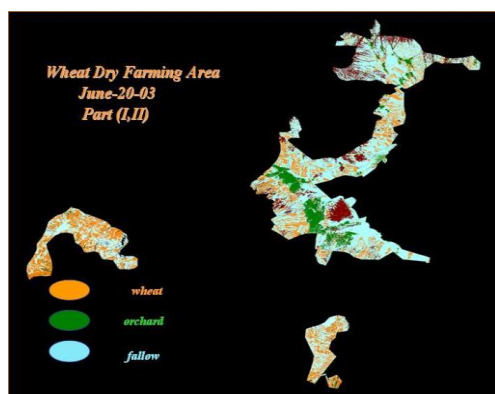 Wheat Dry Farming Area
June-20-03
Part (I,II)
wheat
orchard
fallow